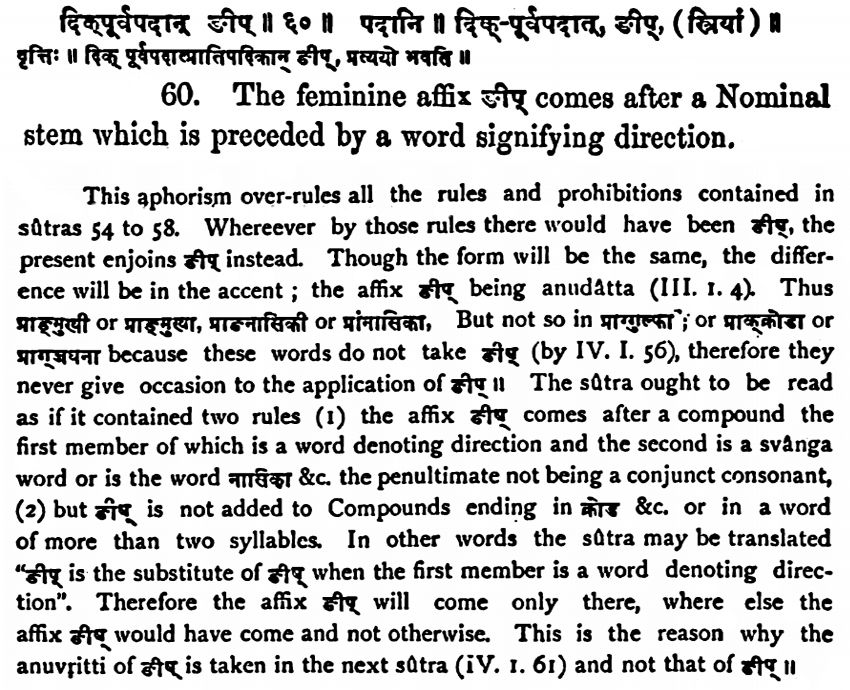 दिक्पूर्वपदान् ङीप् ॥ ६० ॥ पदानि ॥ दिक्-पूर्वपदात्, ङीप्, (स्त्रियां) ॥
वृत्तिः ॥ दिक् पूर्वपदात्प्रातिपदिकान् ङीप्, प्रत्ययो भवति ॥
60. The feminine affix ङीप् comes after a Nominal
stem which is preceded by a word signifying direction.
This aphorism over-rules all the rules and prohibitions contained in
sûtras 54 to 58. Whereever by those rules there would have been ङीष्, the
present enjoins ङीप् instead. Though the form will be the same, the differ-
ence will be in the accent ; the affix ङीप् being anudâtta (III. 1. 4). Thus
प्राङ्मुखी or प्राङ्मुखा, प्राङनासिकी or प्रांनासिका, But not so in प्राग्गुल्फा ; or प्राक्क्रोडा or
प्राग्जघना because these words do not take ङीष् (by IV. I. 56), therefore they
never give occasion to the application of ङीप् ॥ The sûtra ought to be read
as if it contained two rules (1) the affix ङीप् comes after a compound the
first member of which is a word denoting direction and the second is a svânga
word or is the word नासिका &c. the penultimate not being a conjunct consonant,
(2) but ङीप् is not added to Compounds ending in क्रोड &c. or in a word
of more than two syllables. In other words the sûtra may be translated
“ङीप् is the substitute of ङीष् when the first member is a word denoting direc-
tion”. Therefore the affix ङीप् will come only there, where else the
affix ङीष् would have come and not otherwise. This is the reason why the
anuvṛitti of ङीष् is taken in the next sûtra (iV. 1. 61) and not that of ङीप् ॥